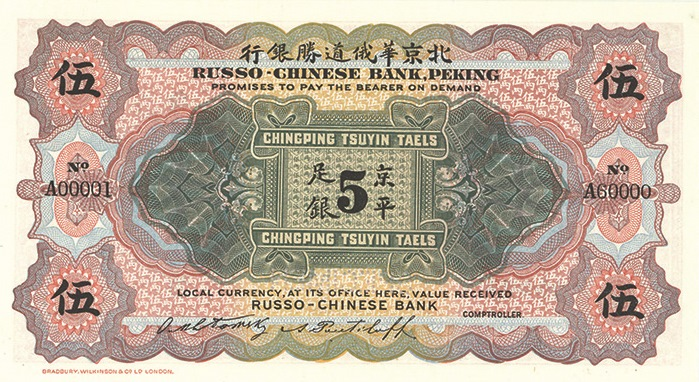 行銀勝道俄華京北
RUSSO-CHINESE BANK, PEKING
PROMISES TO PAY THE BEARER ON DEMAND
伍 伍
CHINGPING TSUYIN TAELS
No No
A00001 A60000
足銀 5 京平
CHINGPING TSUYIN TAELS
伍 伍
LOCAL CURRENCY, AT ITS OFFICE HERE, VALUE RECEIVED
RUSSO-CHINESE BANK
COMPTROLLER
BRADBURY, WILKINSON & Co LD LONDON.